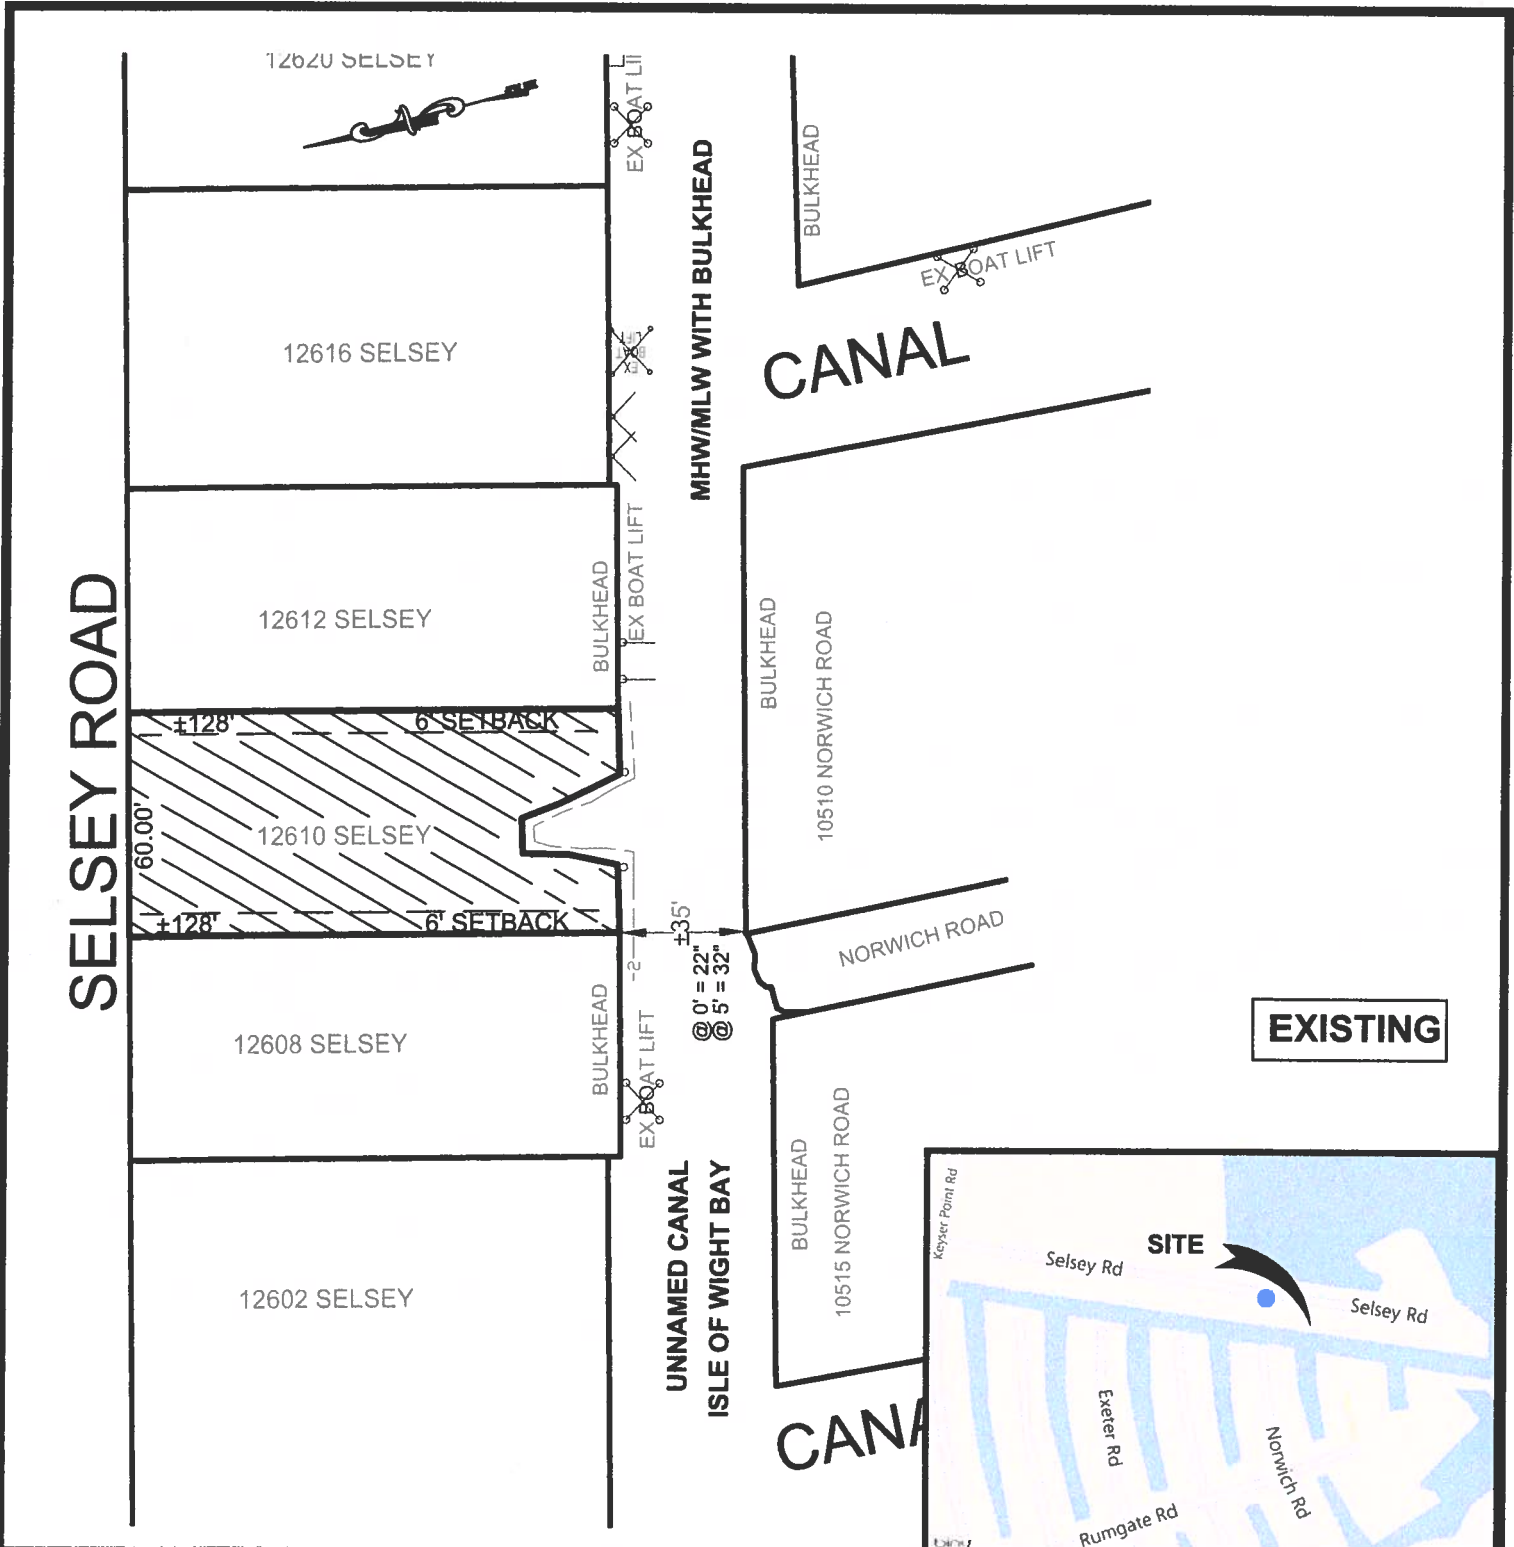 12620 SELSEY
EX BOAT
BULKHEAD
MHW/MLW WITH BULKHEAD
EX BOAT LIFT
CANAL
12616 SELSEY
EX
BOAT
LIFT
12612 SELSEY
BULKHEAD
EX BOAT LIFT
SELSEY ROAD
BULKHEAD
10510 NORWICH ROAD
±128'
6' SETBACK
60.00'
12610 SELSEY
±128'
6' SETBACK
±35'
@ 0' = 22"
@ 5' = 32"
-2
NORWICH ROAD
12608 SELSEY
BULKHEAD
EX BOAT LIFT
EXISTING
12602 SELSEY
UNNAMED CANAL
ISLE OF WIGHT BAY
BULKHEAD
10515 NORWICH ROAD
Keyser Point Rd
SITE
Selsey Rd
Selsey Rd
Exeter Rd
Norwich Rd
Rumgate Rd